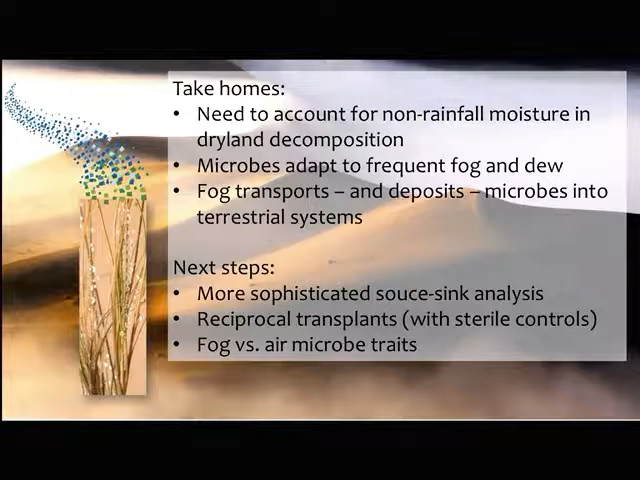 Take homes:
• Need to account for non-rainfall moisture in
dryland decomposition
• Microbes adapt to frequent fog and dew
• Fog transports – and deposits – microbes into
terrestrial systems
Next steps:
• More sophisticated souce-sink analysis
• Reciprocal transplants (with sterile controls)
• Fog vs. air microbe traits